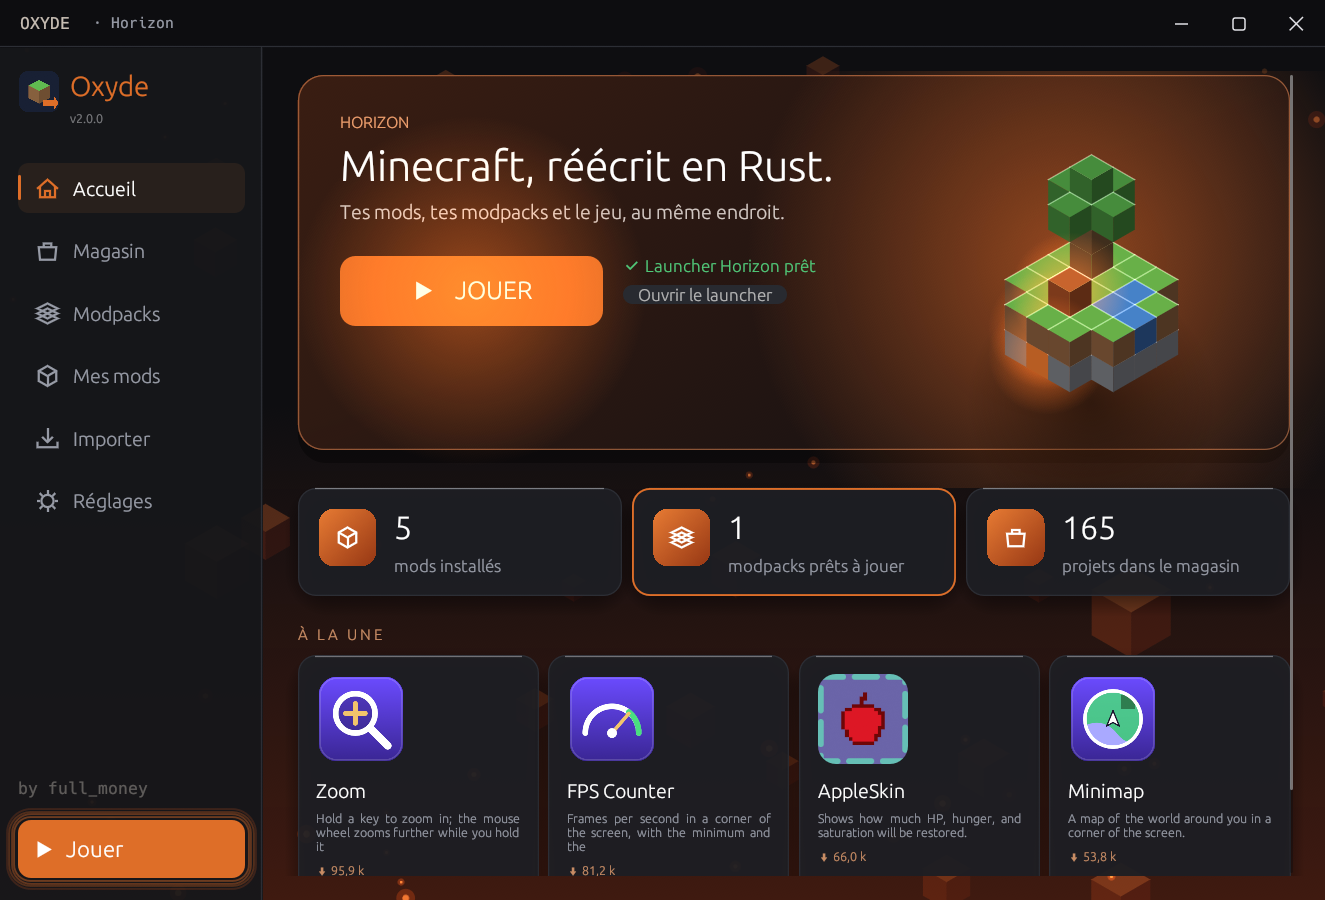 OXYDE · Horizon
Oxyde
v2.0.0
Accueil
Magasin
Modpacks
Mes mods
Importer
Réglages
by full_money
Jouer
HORIZON
Minecraft, réécrit en Rust.
Tes mods, tes modpacks et le jeu, au même endroit.
JOUER
Launcher Horizon prêt
Ouvrir le launcher
5
mods installés
1
modpacks prêts à jouer
165
projets dans le magasin
À LA UNE
Zoom
Hold a key to zoom in; the mouse
wheel zooms further while you hold
it
95,9 k
FPS Counter
Frames per second in a corner of
the screen, with the minimum and
the
81,2 k
AppleSkin
Shows how much HP, hunger, and
saturation will be restored.
66,0 k
Minimap
A map of the world around you in a
corner of the screen.
53,8 k